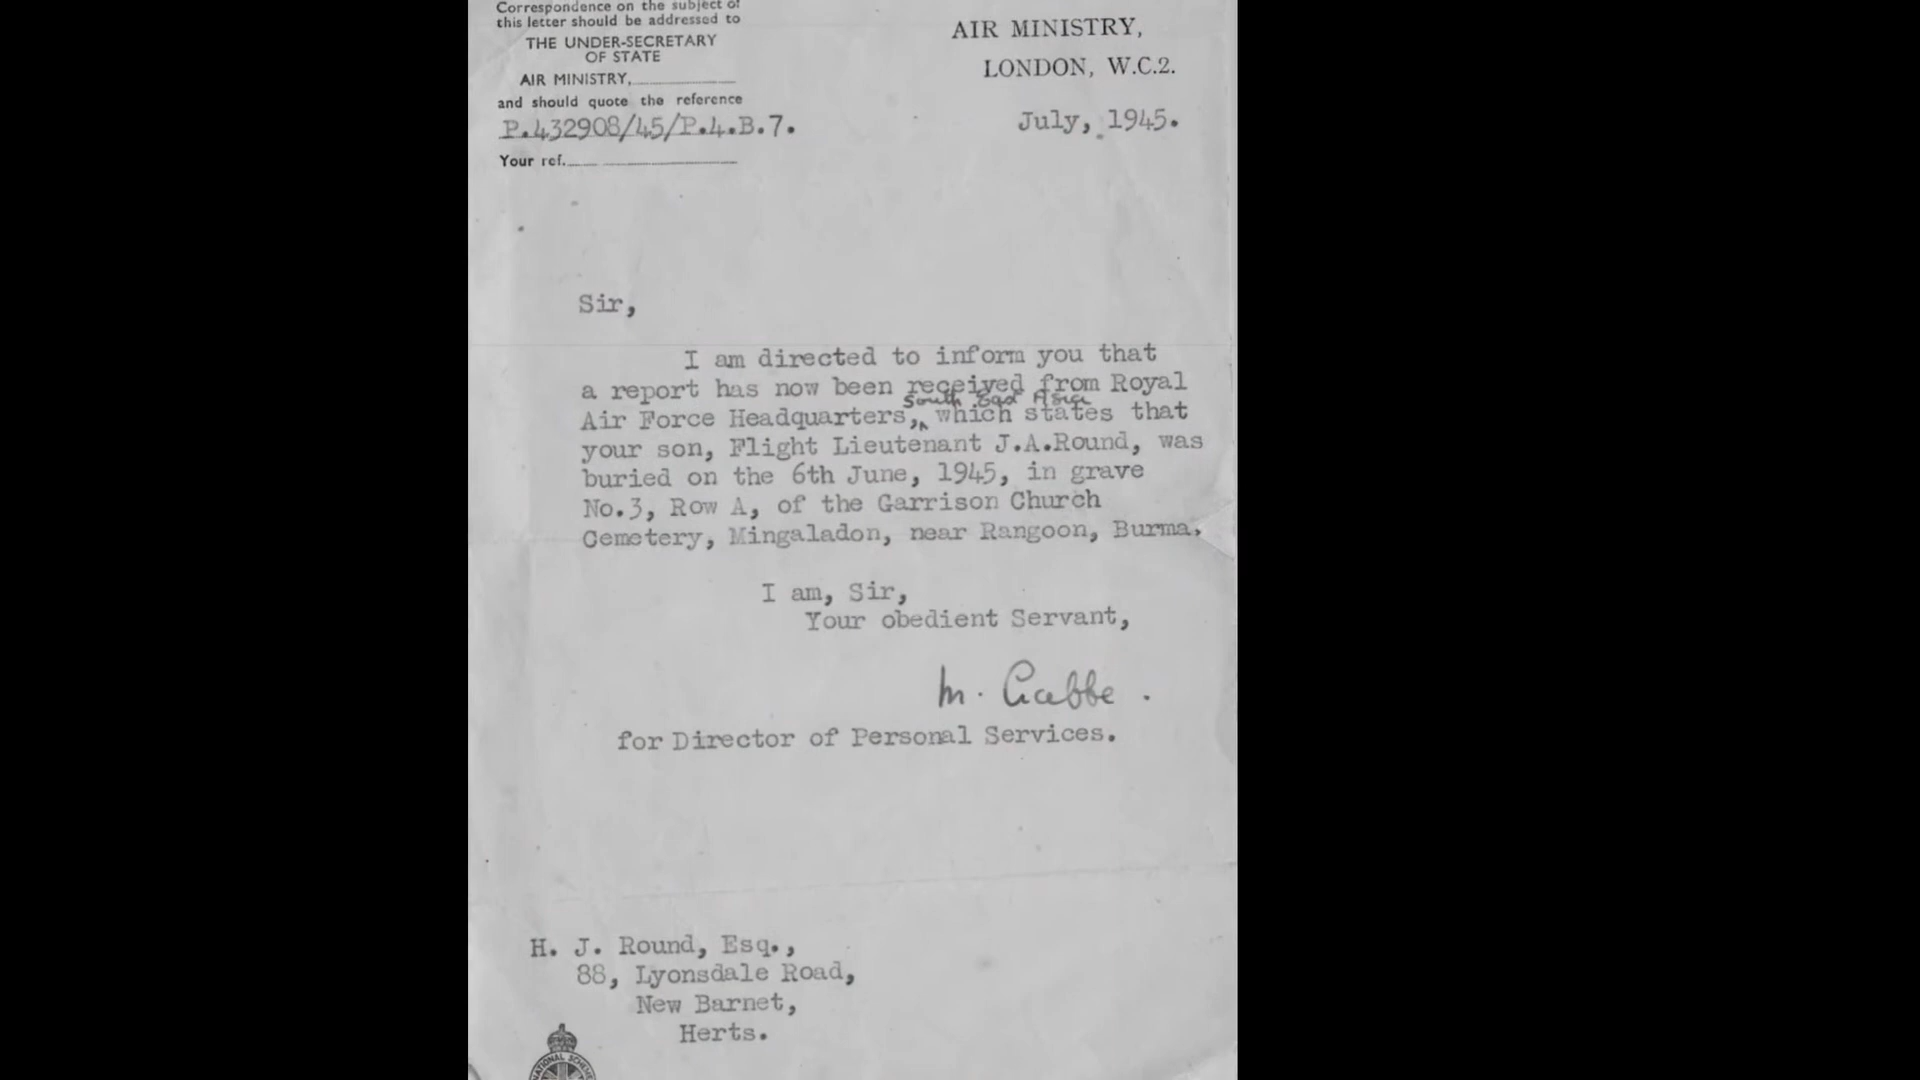 Correspondence on the subject of
this letter should be addressed to
THE UNDER-SECRETARY
OF STATE
AIR MINISTRY,
and should quote the reference
P.432908/45/P.4.B.7.
Your ref.
AIR MINISTRY,
LONDON, W.C.2.
July, 1945.
Sir,
I am directed to inform you that
a report has now been received from Royal
South East Asia
Air Force Headquarters, which states that
your son, Flight Lieutenant J.A.Round, was
buried on the 6th June, 1945, in grave
No.3, Row A, of the Garrison Church
Cemetery, Mingaladon, near Rangoon, Burma.
I am, Sir,
Your obedient Servant,
M. Crabbe.
for Director of Personal Services.
H. J. Round, Esq.,
88, Lyonsdale Road,
New Barnet,
Herts.
NATIONAL SCHEME